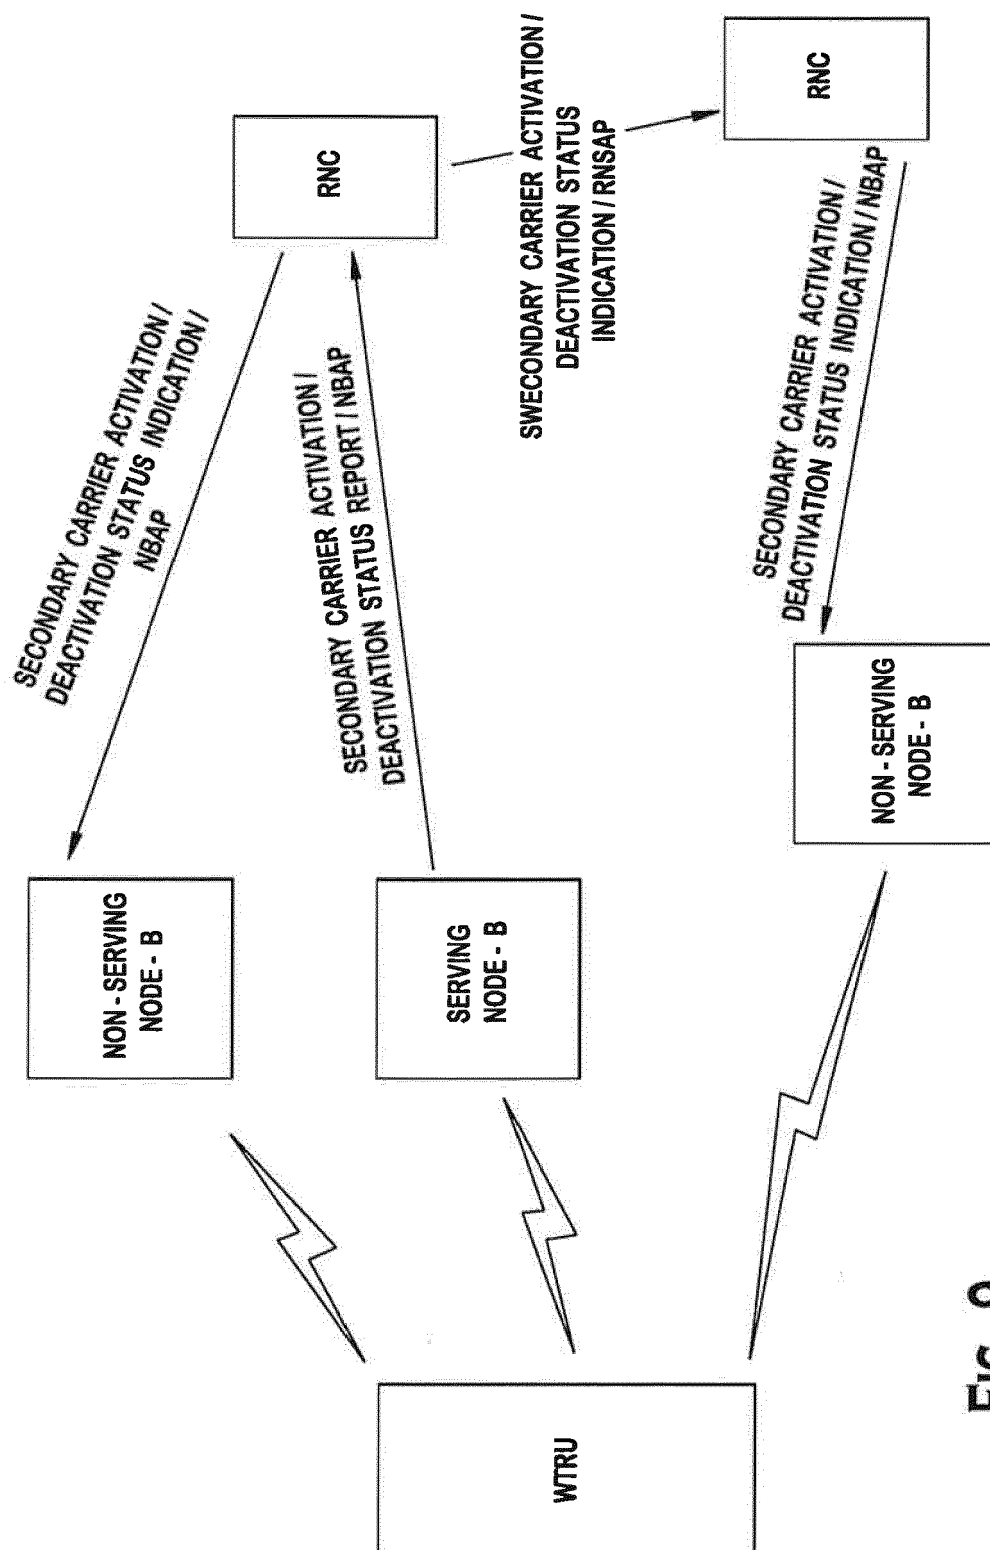 SECONDARY CARRIER ACTIVATION /
DEACTIVATION STATUS INDICATION /
NBAP
NON - SERVING
NODE - B
RNC
SECONDARY CARRIER ACTIVATION /
DEACTIVATION STATUS REPORT / NBAP
SERVING
NODE - B
WTRU
SWECONDARY CARRIER ACTIVATION /
DEACTIVATION STATUS
INDICATION / RNSAP
RNC
SECONDARY CARRIER ACTIVATION /
DEACTIVATION STATUS INDICATION / NBAP
NON - SERVING
NODE - B
FIG.